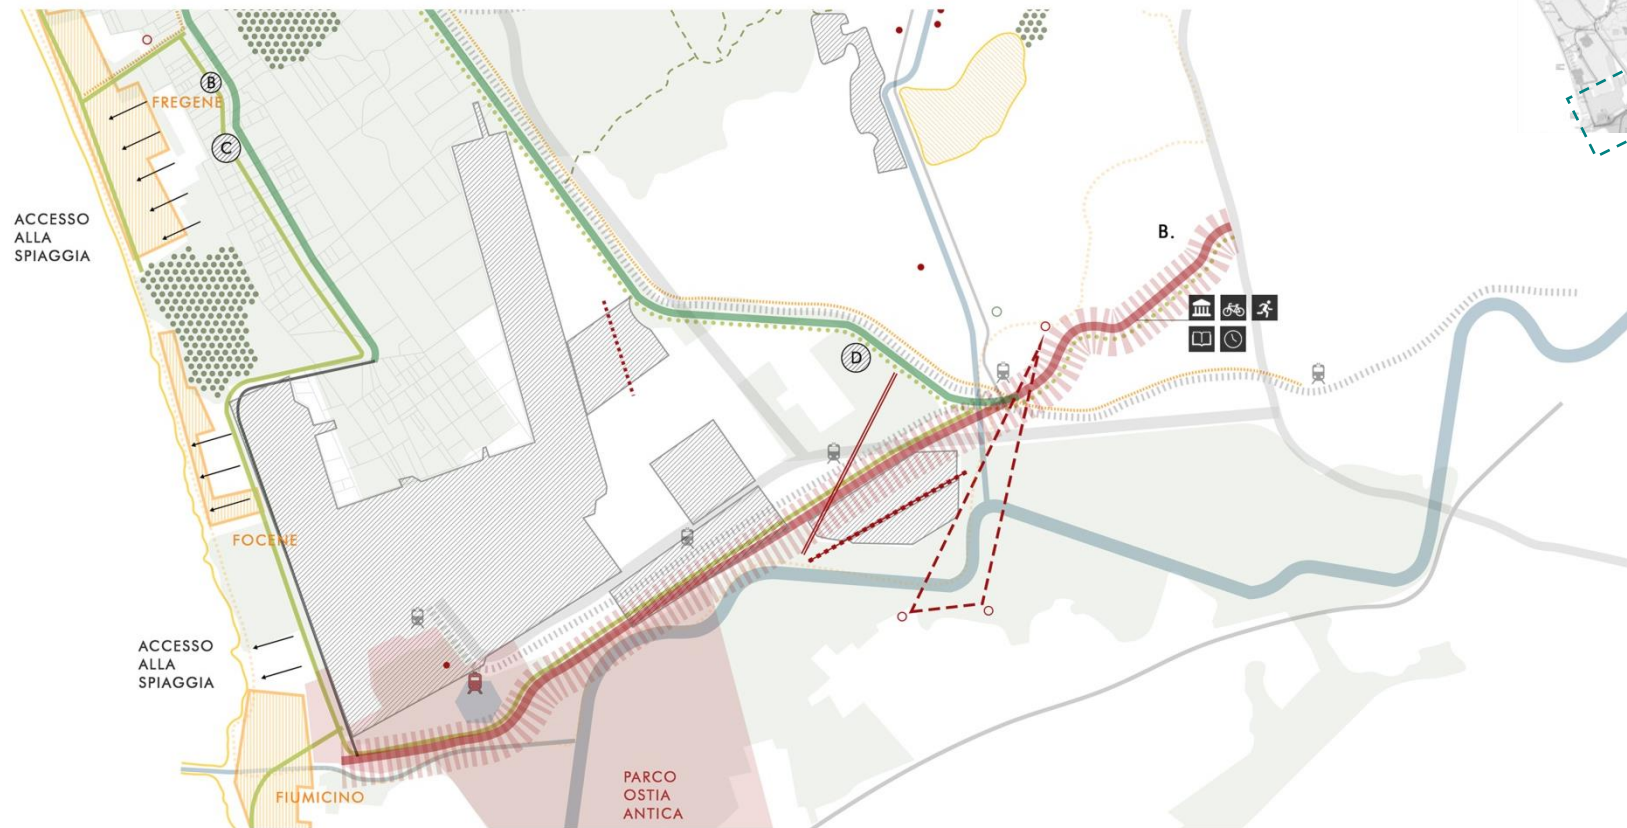 B
FREGENE
C
ACCESSO
ALLA
SPIAGGIA
B.
D
FOCENE
ACCESSO
ALLA
SPIAGGIA
PARCO
OSTIA
ANTICA
FIUMICINO